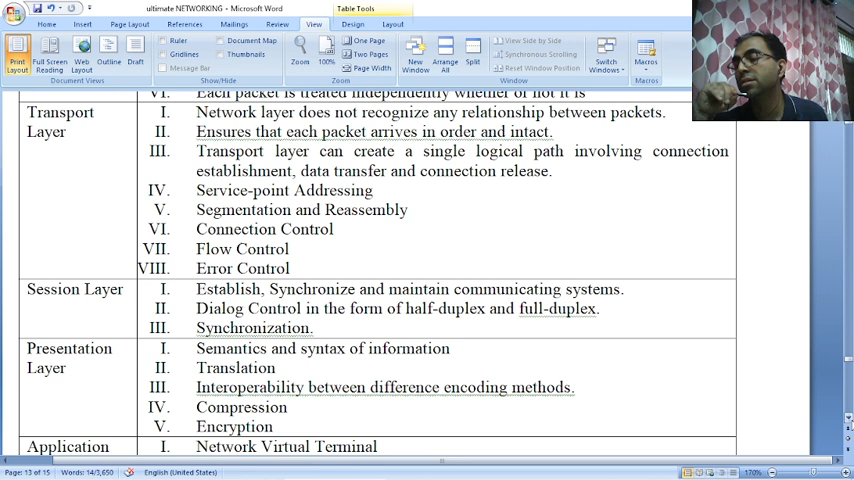 ultimate NETWORKING - Microsoft Word
Table Tools
Home Insert Page Layout References Mailings Review View Design Layout
Print Layout
Full Screen Reading
Web Layout
Outline
Draft
Document Views
Ruler
Gridlines
Message Bar
Document Map
Thumbnails
Show/Hide
Zoom
100%
One Page
Two Pages
Page Width
Zoom
New Window
Arrange All
Split
View Side by Side
Synchronous Scrolling
Reset Window Position
Window
Switch Windows
Macros
Macros
VI. Each packet is treated independently whether or not it is
Transport Layer
I. Network layer does not recognize any relationship between packets.
II. Ensures that each packet arrives in order and intact.
III. Transport layer can create a single logical path involving connection
establishment, data transfer and connection release.
IV. Service-point Addressing
V. Segmentation and Reassembly
VI. Connection Control
VII. Flow Control
VIII. Error Control
Session Layer
I. Establish, Synchronize and maintain communicating systems.
II. Dialog Control in the form of half-duplex and full-duplex.
III. Synchronization.
Presentation Layer
I. Semantics and syntax of information
II. Translation
III. Interoperability between difference encoding methods.
IV. Compression
V. Encryption
Application
I. Network Virtual Terminal
Page: 13 of 15 Words: 14/3,650 English (United States) 170%